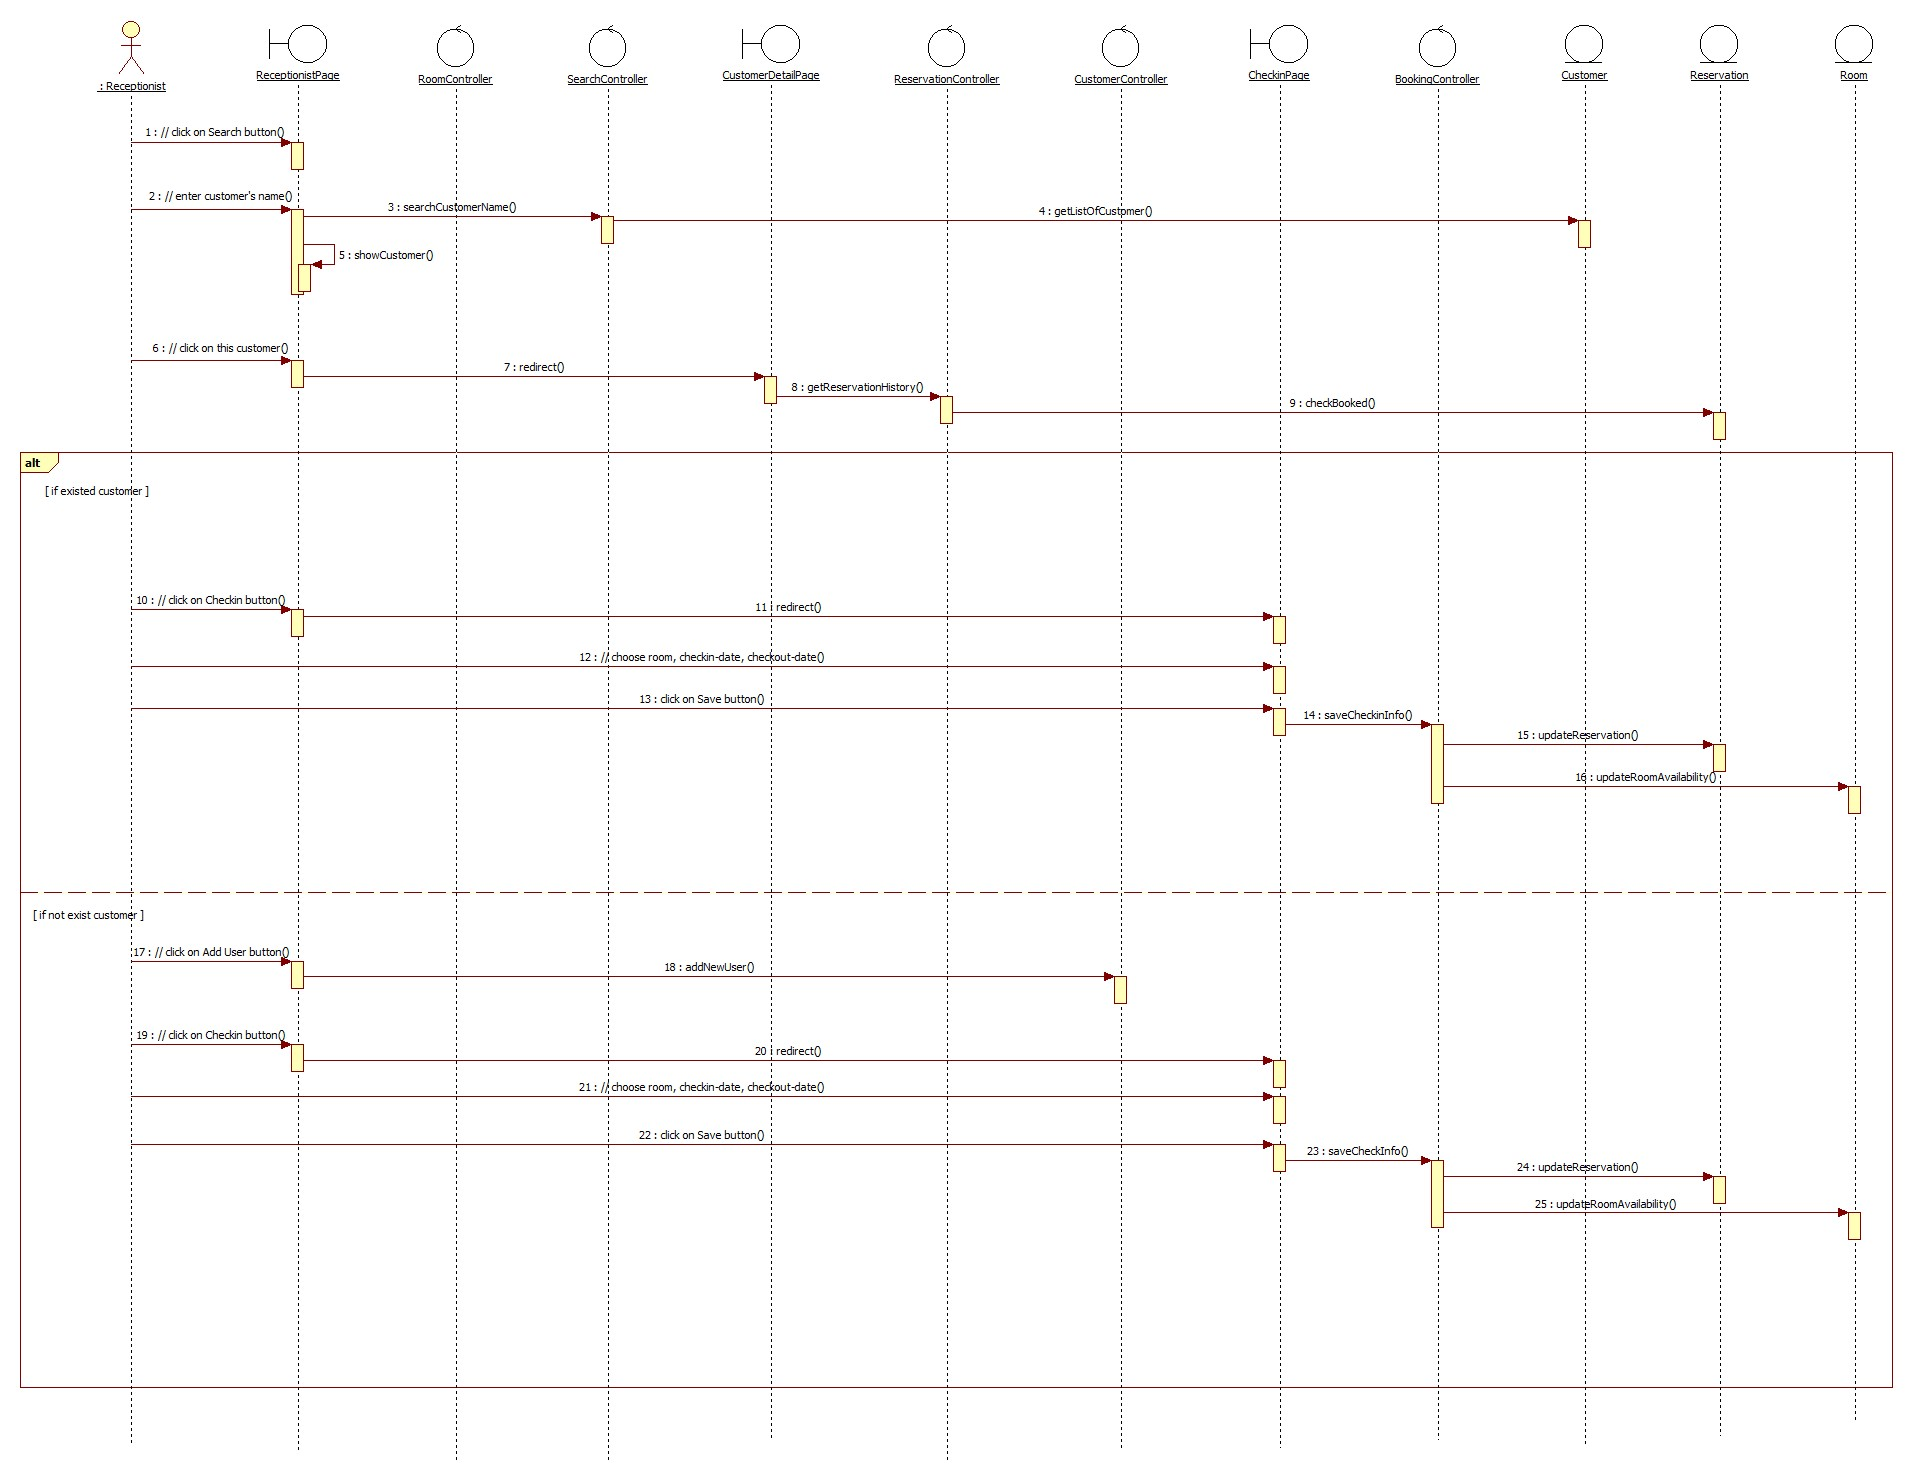 : Receptionist
ReceptionistPage
RoomController
SearchController
CustomerDetailPage
ReservationController
CustomerController
CheckinPage
BookingController
Customer
Reservation
Room
1 : // click on Search button()
2 : // enter customer's name()
3 : searchCustomerName()
4 : getListOfCustomer()
5 : showCustomer()
6 : // click on this customer()
7 : redirect()
8 : getReservationHistory()
9 : checkBooked()
alt
[ if existed customer ]
10 : // click on Checkin button()
11 : redirect()
12 : // choose room, checkin-date, checkout-date()
13 : click on Save button()
14 : saveCheckinInfo()
15 : updateReservation()
16 : updateRoomAvailability()
[ if not exist customer ]
17 : // click on Add User button()
18 : addNewUser()
19 : // click on Checkin button()
20 : redirect()
21 : // choose room, checkin-date, checkout-date()
22 : click on Save button()
23 : saveCheckInfo()
24 : updateReservation()
25 : updateRoomAvailability()